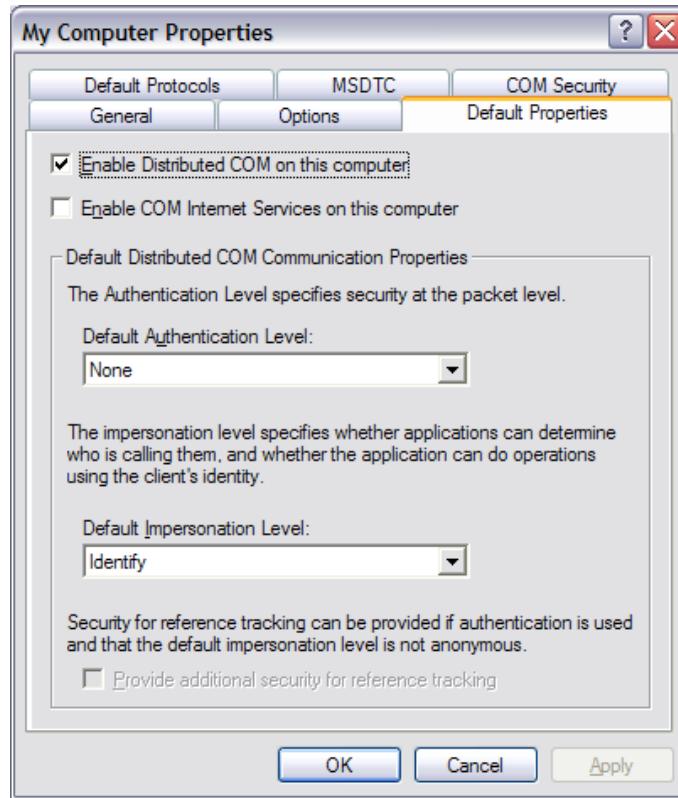 My Computer Properties
?
Default Protocols
MSDTC
COM Security
General
Options
Default Properties
Enable Distributed COM on this computer
Enable COM Internet Services on this computer
Default Distributed COM Communication Properties
The Authentication Level specifies security at the packet level.
Default Authentication Level:
None
The impersonation level specifies whether applications can determine
who is calling them, and whether the application can do operations
using the client's identity.
Default Impersonation Level:
Identify
Security for reference tracking can be provided if authentication is used
and that the default impersonation level is not anonymous.
Provide additional security for reference tracking
OK
Cancel
Apply